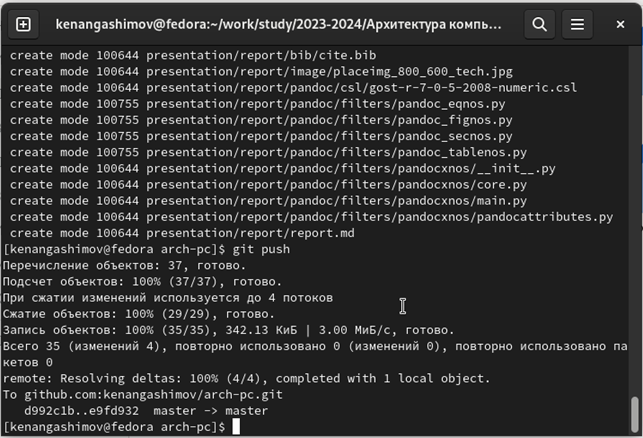 kenangashimov@fedora:~/work/study/2023-2024/Архитектура компь...
create mode 100644 presentation/report/bib/cite.bib
create mode 100644 presentation/report/image/placeimg_800_600_tech.jpg
create mode 100644 presentation/report/pandoc/csl/gost-r-7-0-5-2008-numeric.csl
create mode 100755 presentation/report/pandoc/filters/pandoc_eqnos.py
create mode 100755 presentation/report/pandoc/filters/pandoc_fignos.py
create mode 100755 presentation/report/pandoc/filters/pandoc_secnos.py
create mode 100755 presentation/report/pandoc/filters/pandoc_tablenos.py
create mode 100644 presentation/report/pandoc/filters/pandocxnos/__init__.py
create mode 100644 presentation/report/pandoc/filters/pandocxnos/core.py
create mode 100644 presentation/report/pandoc/filters/pandocxnos/main.py
create mode 100644 presentation/report/pandoc/filters/pandocxnos/pandocattributes.py
create mode 100644 presentation/report/report.md
[kenangashimov@fedora arch-pc]$ git push
Перечисление объектов: 37, готово.
Подсчет объектов: 100% (37/37), готово.
При сжатии изменений используется до 4 потоков
Сжатие объектов: 100% (29/29), готово.
Запись объектов: 100% (35/35), 342.13 КиБ | 3.00 МиБ/с, готово.
Всего 35 (изменений 4), повторно использовано 0 (изменений 0), повторно использовано па
кетов 0
remote: Resolving deltas: 100% (4/4), completed with 1 local object.
To github.com:kenangashimov/arch-pc.git
d992c1b..e9fd932  master -> master
[kenangashimov@fedora arch-pc]$